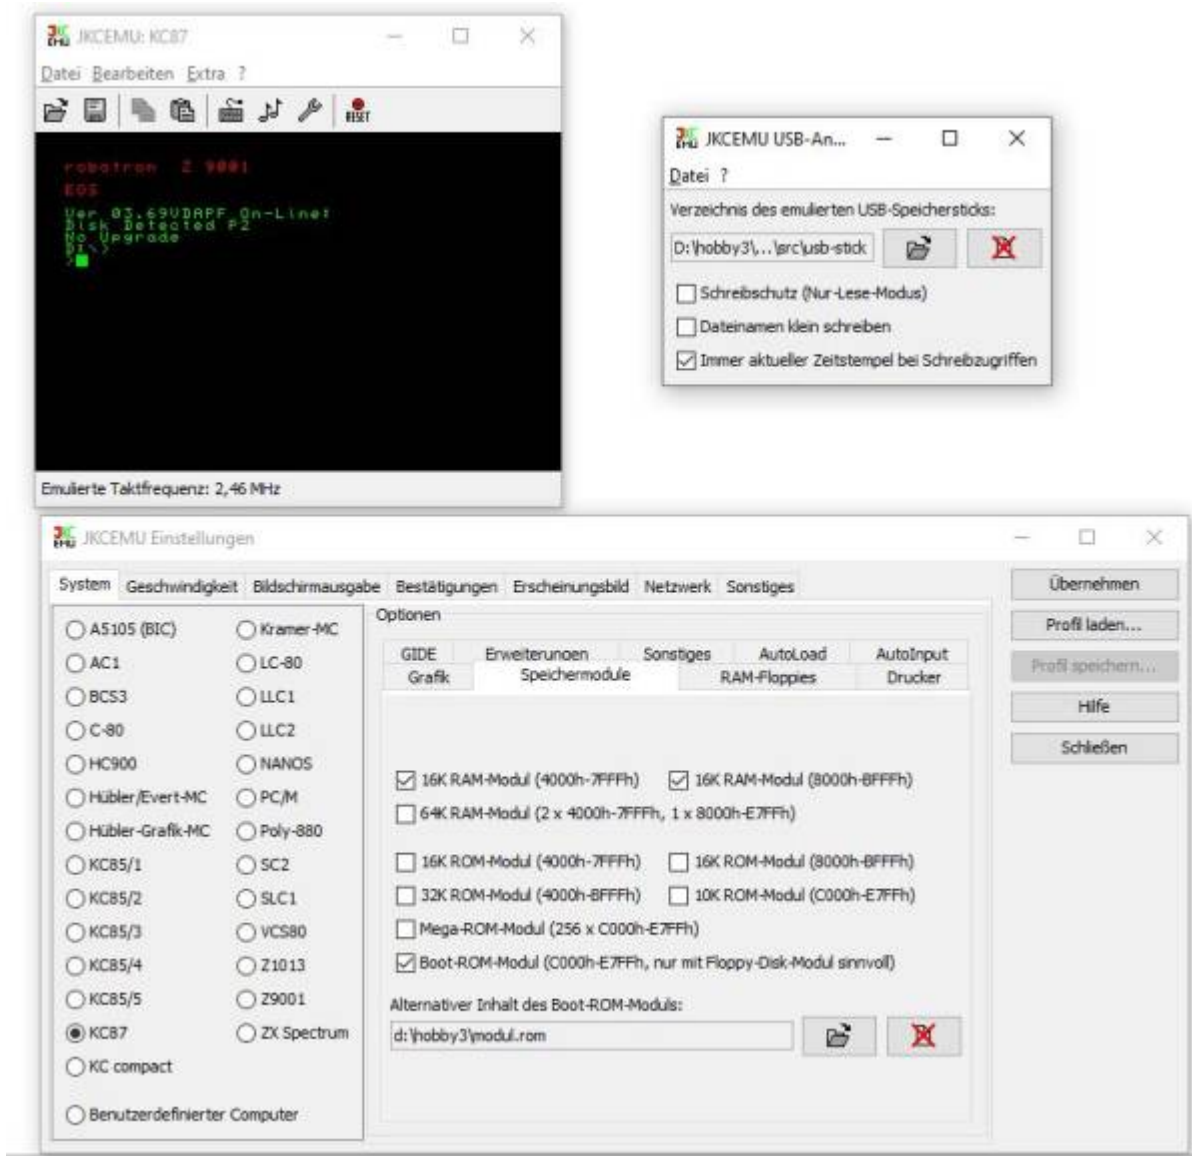 JKCEMU: KC87
Datei Bearbeiten Extra ?
RESET
robotron Z 9001
EOS
Ver 03.69VDAPF On-Line:
Disk Detected P2
No Upgrade
Emulierte Taktfrequenz: 2,46 MHz
JKCEMU USB-An...
Datei ?
Verzeichnis des emulierten USB-Speichersticks:
D:\hobby3\,...\src\usb-stick
Schreibschutz (Nur-Lese-Modus)
Dateinamen klein schreiben
Immer aktueller Zeitstempel bei Schreibzugriffen
JKCEMU Einstellungen
System Geschwindigkeit Bildschirmausgabe Bestätigungen Erscheinungsbild Netzwerk Sonstiges
A5105 (BIC) Kramer-MC
AC1 LC-80
BCS3 LLC1
C-80 LLC2
HC900 NANOS
Hübler/Evert-MC PC/M
Hübler-Grafik-MC Poly-880
KC85/1 SC2
KC85/2 SLC1
KC85/3 VCS80
KC85/4 Z1013
KC85/5 Z9001
KC87 ZX Spectrum
KC compact
Benutzerdefinierter Computer
Optionen
GIDE Erweiterungen Sonstiges AutoLoad AutoInput
Grafik Speichermodule RAM-Floppies Drucker
16K RAM-Modul (4000h-7FFFh) 16K RAM-Modul (8000h-BFFFh)
64K RAM-Modul (2 x 4000h-7FFFh, 1 x 8000h-E7FFh)
16K ROM-Modul (4000h-7FFFh) 16K ROM-Modul (8000h-BFFFh)
32K ROM-Modul (4000h-BFFFh) 10K ROM-Modul (C000h-E7FFh)
Mega-ROM-Modul (256 x C000h-E7FFh)
Boot-ROM-Modul (C000h-E7FFh, nur mit Floppy-Disk-Modul sinnvoll)
Alternativer Inhalt des Boot-ROM-Moduls:
d:\hobby3\modul.rom
Übernehmen
Profil laden...
Profil speichern...
Hilfe
Schließen